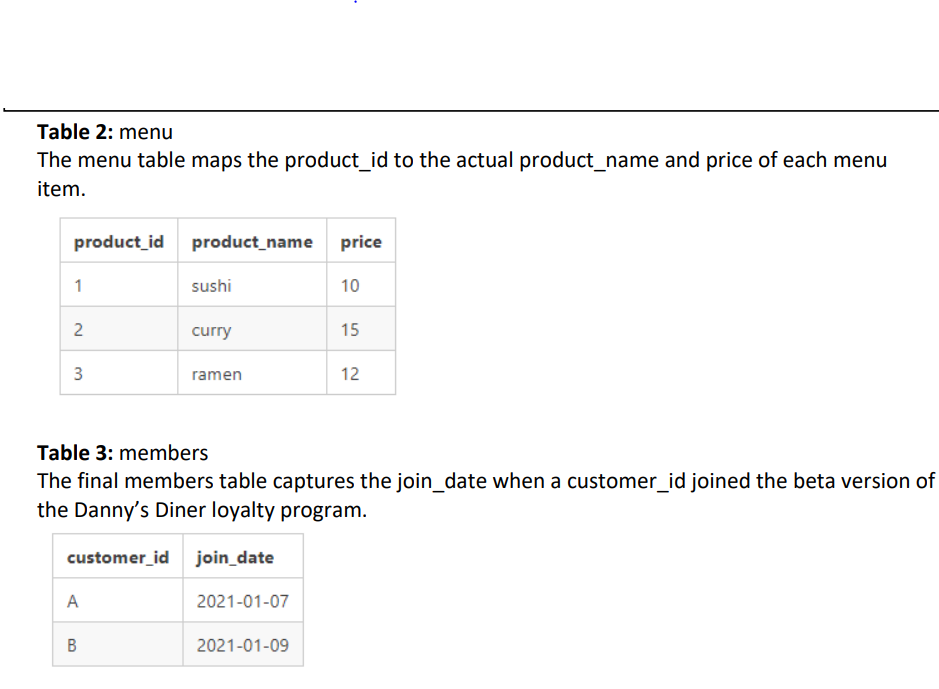 Table 2: menu
The menu table maps the product_id to the actual product_name and price of each menu
item.
product_id product_name price
1 sushi 10
2 curry 15
3 ramen 12
Table 3: members
The final members table captures the join_date when a customer_id joined the beta version of
the Danny’s Diner loyalty program.
customer_id join_date
A 2021-01-07
B 2021-01-09